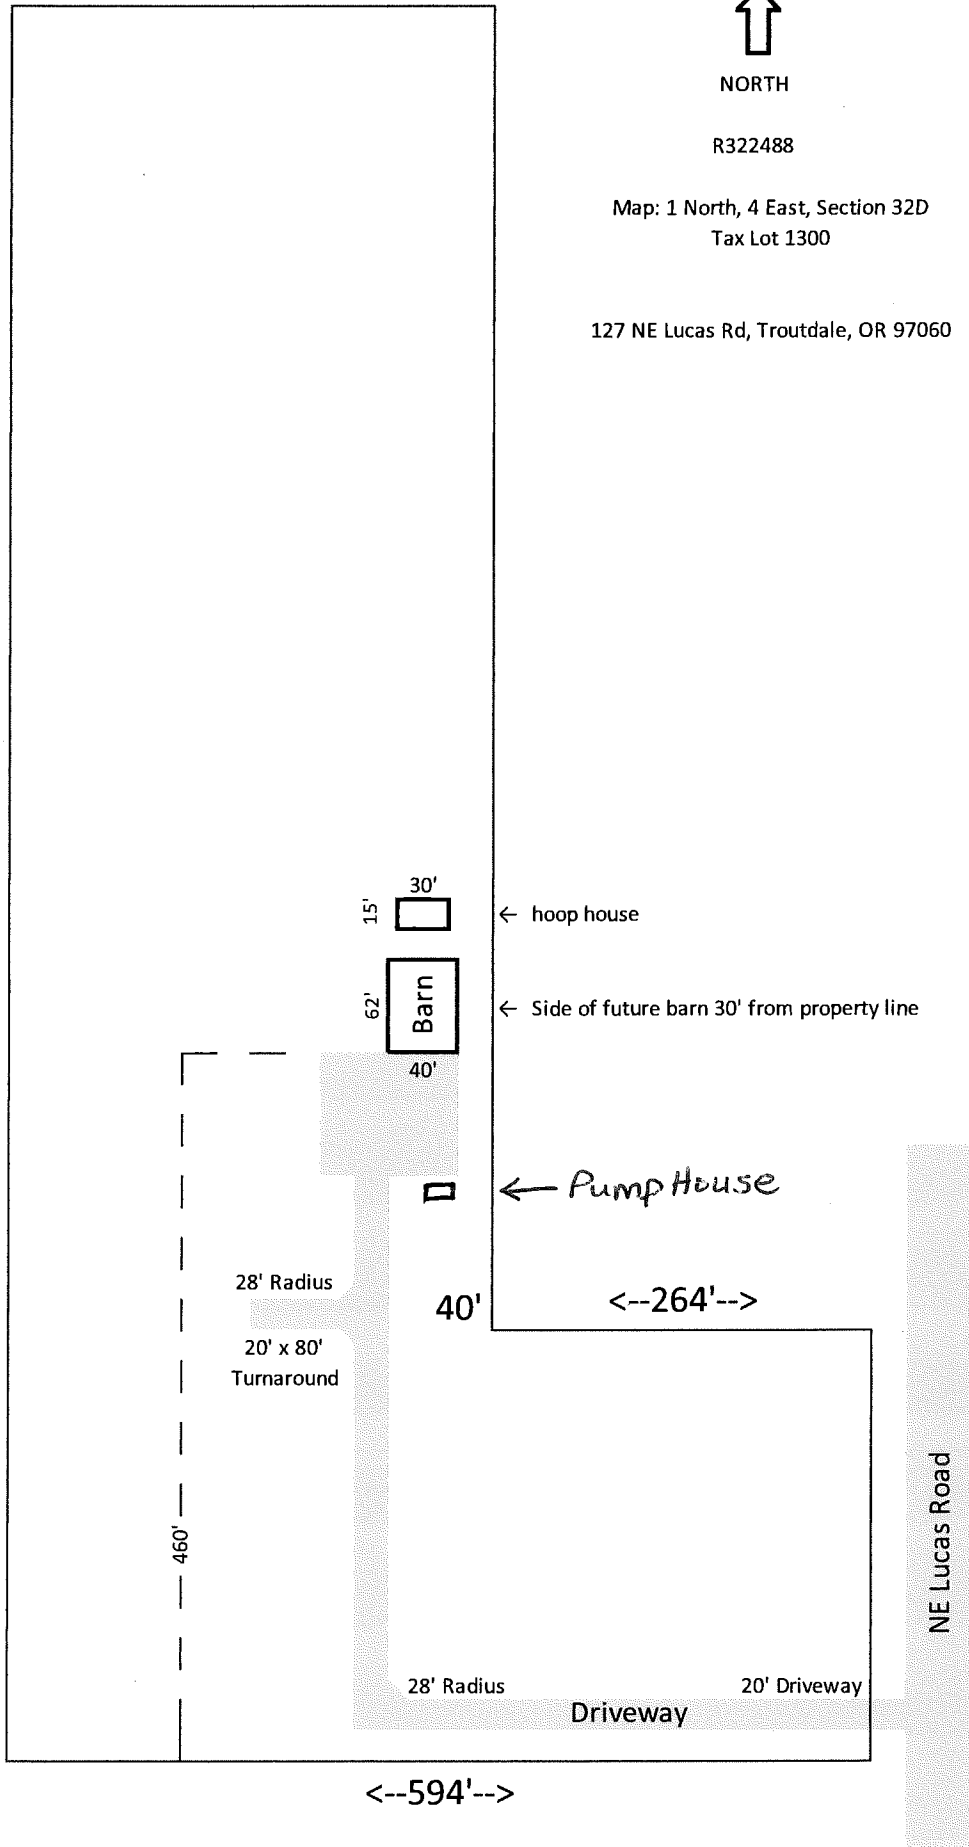 NORTH
R322488
Map: 1 North, 4 East, Section 32D
Tax Lot 1300
127 NE Lucas Rd, Troutdale, OR 97060
30'
15'
← hoop house
62'
Barn
← Side of future barn 30' from property line
40'
← Pump House
28' Radius
40'
<--264'-->
20' x 80'
Turnaround
460'
NE Lucas Road
28' Radius
20' Driveway
Driveway
<--594'-->